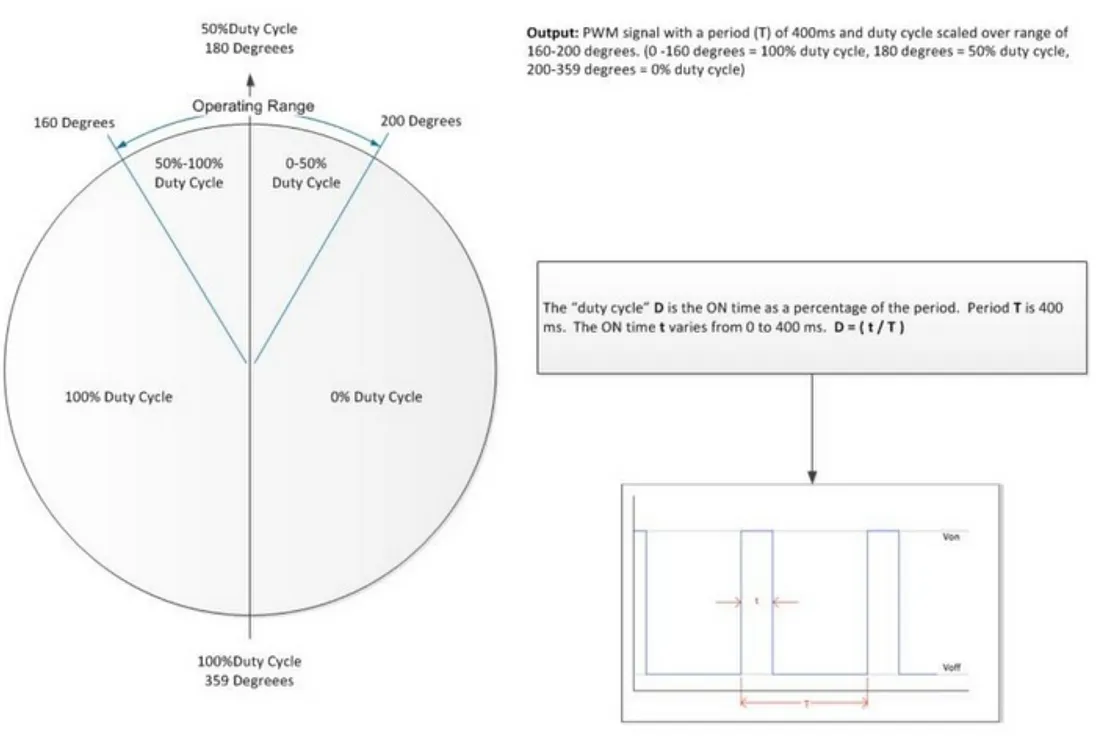 50%Duty Cycle
180 Degreees
Output: PWM signal with a period (T) of 400ms and duty cycle scaled over range of
160-200 degrees. (0 -160 degrees = 100% duty cycle, 180 degrees = 50% duty cycle,
200-359 degrees = 0% duty cycle)
Operating Range
160 Degrees
200 Degrees
50%-100%
Duty Cycle
0-50%
Duty Cycle
The "duty cycle" D is the ON time as a percentage of the period. Period T is 400
ms. The ON time t varies from 0 to 400 ms. D = ( t / T )
100% Duty Cycle
0% Duty Cycle
Von
t
Voff
T
100%Duty Cycle
359 Degreees